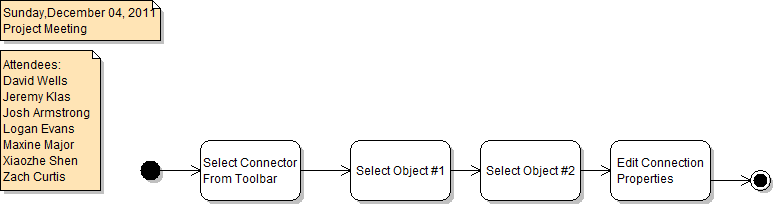 Sunday,December 04, 2011
Project Meeting
Attendees:
David Wells
Jeremy Klas
Josh Armstrong
Logan Evans
Maxine Major
Xiaozhe Shen
Zach Curtis
Select Connector
From Toolbar
Select Object #1
Select Object #2
Edit Connection
Properties